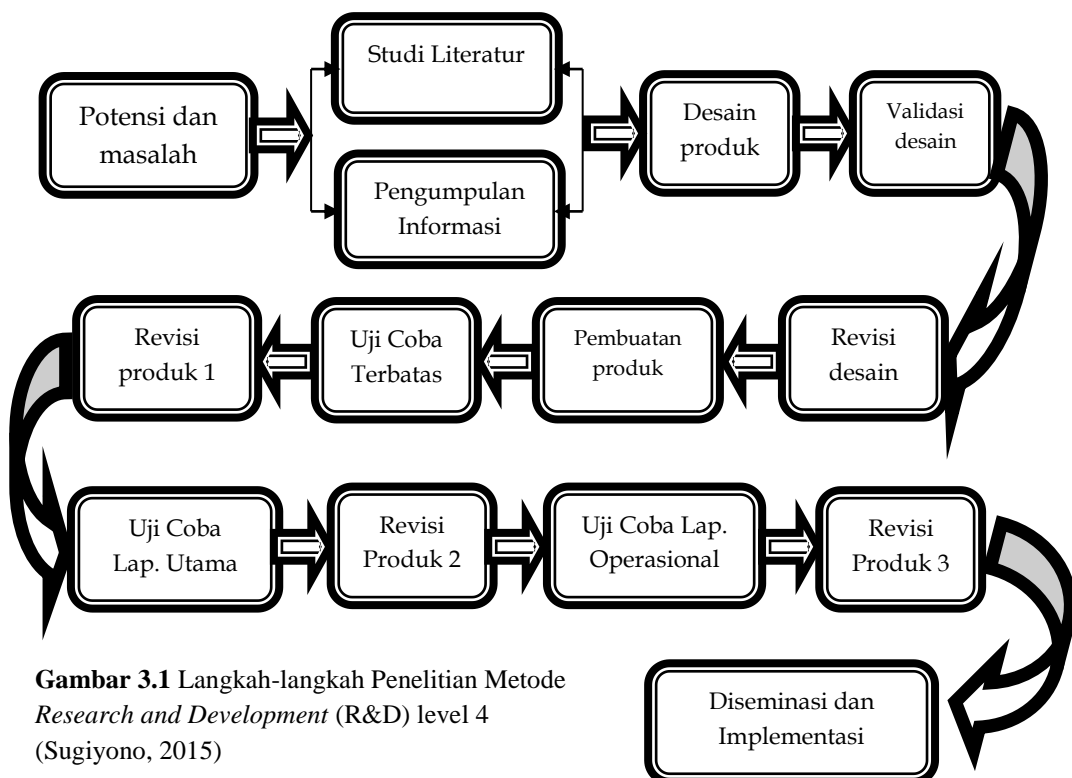 Potensi dan
masalah
Studi Literatur
Pengumpulan
Informasi
Desain
produk
Validasi
desain
Revisi
desain
Pembuatan
produk
Uji Coba
Terbatas
Revisi
produk 1
Uji Coba
Lap. Utama
Revisi
Produk 2
Uji Coba Lap.
Operasional
Revisi
Produk 3
Diseminasi dan
Implementasi
Gambar 3.1 Langkah-langkah Penelitian Metode
Research and Development (R&D) level 4
(Sugiyono, 2015)